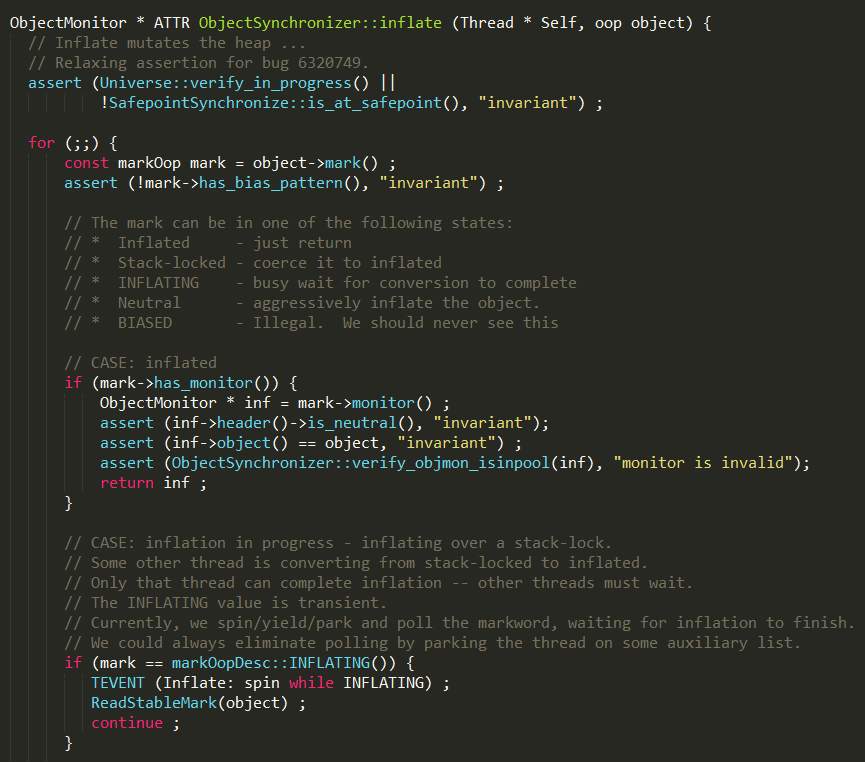 ObjectMonitor * ATTR ObjectSynchronizer::inflate (Thread * Self, oop object) {
  // Inflate mutates the heap ...
  // Relaxing assertion for bug 6320749.
  assert (Universe::verify_in_progress() ||
          !SafepointSynchronize::is_at_safepoint(), "invariant") ;

  for (;;) {
      const markOop mark = object->mark() ;
      assert (!mark->has_bias_pattern(), "invariant") ;

      // The mark can be in one of the following states:
      // *  Inflated     - just return
      // *  Stack-locked - coerce it to inflated
      // *  INFLATING    - busy wait for conversion to complete
      // *  Neutral      - aggressively inflate the object.
      // *  BIASED       - Illegal.  We should never see this

      // CASE: inflated
      if (mark->has_monitor()) {
          ObjectMonitor * inf = mark->monitor() ;
          assert (inf->header()->is_neutral(), "invariant");
          assert (inf->object() == object, "invariant") ;
          assert (ObjectSynchronizer::verify_objmon_isinpool(inf), "monitor is invalid");
          return inf ;
      }

      // CASE: inflation in progress - inflating over a stack-lock.
      // Some other thread is converting from stack-locked to inflated.
      // Only that thread can complete inflation -- other threads must wait.
      // The INFLATING value is transient.
      // Currently, we spin/yield/park and poll the markword, waiting for inflation to finish.
      // We could always eliminate polling by parking the thread on some auxiliary list.
      if (mark == markOopDesc::INFLATING()) {
         TEVENT (Inflate: spin while INFLATING) ;
         ReadStableMark(object) ;
         continue ;
      }